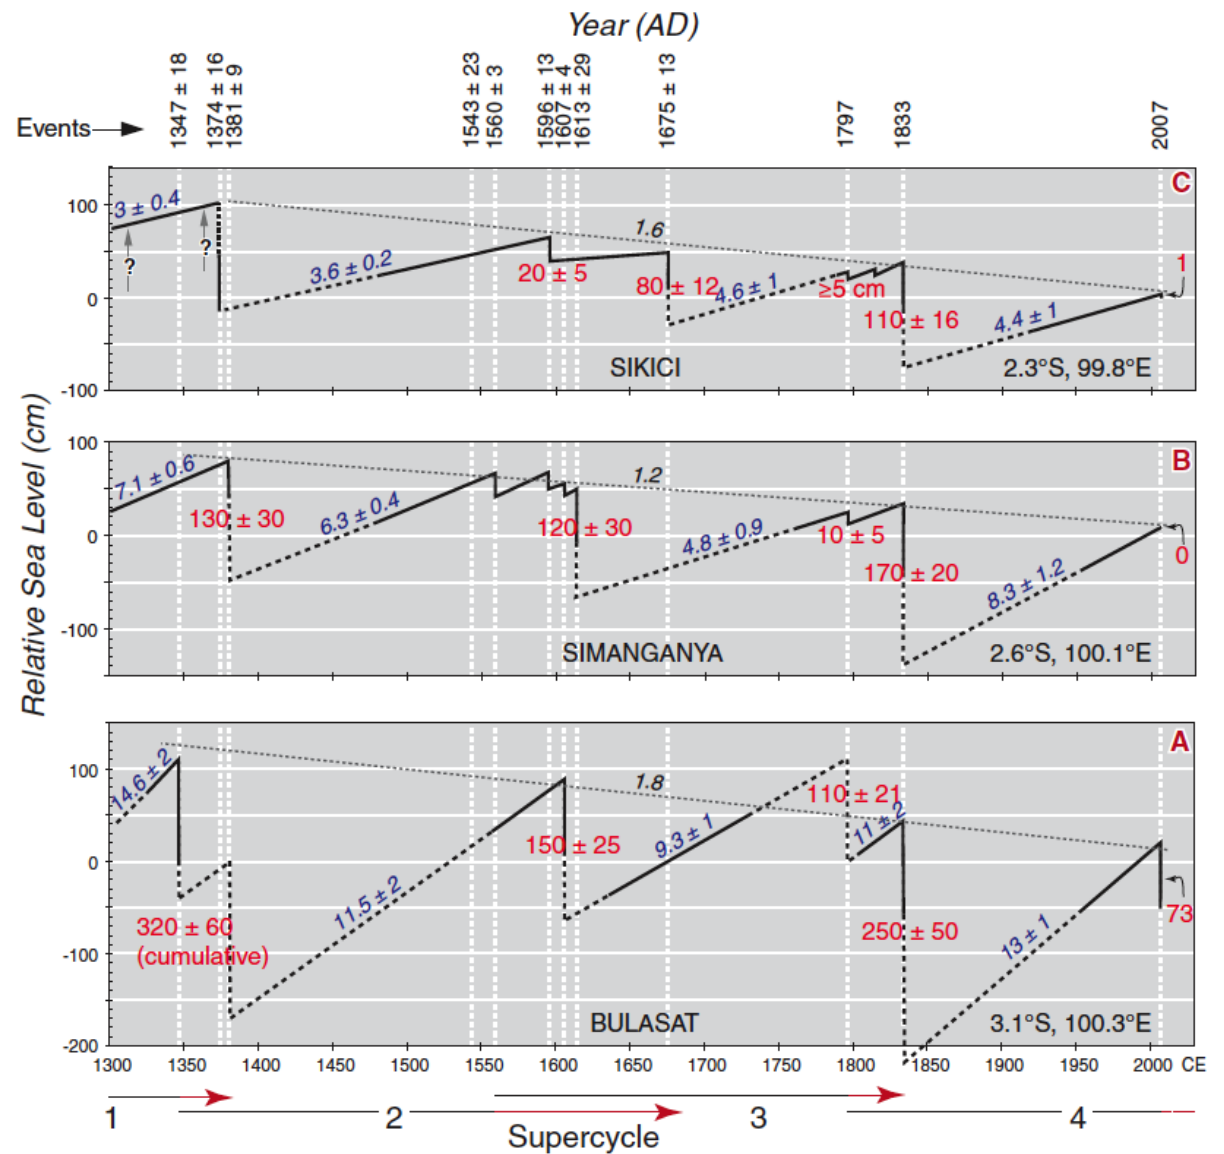 Year (AD)
Events
1347 ± 18
1374 ± 16
1381 ± 9
1543 ± 23
1560 ± 3
1596 ± 13
1607 ± 4
1613 ± 29
1675 ± 13
1797
1833
2007
Relative Sea Level (cm)
C
100
0
-100
3 ± 0.4
?
?
3.6 ± 0.2
20 ± 5
1.6
80 ± 12
4.6 ± 1
≥5 cm
110 ± 16
4.4 ± 1
1
SIKICI
2.3°S, 99.8°E
B
100
0
-100
7.1 ± 0.6
130 ± 30
6.3 ± 0.4
120 ± 30
1.2
4.8 ± 0.9
10 ± 5
170 ± 20
8.3 ± 1.2
0
SIMANGANYA
2.6°S, 100.1°E
A
100
0
-100
-200
14.6 ± 2
320 ± 60
(cumulative)
11.5 ± 2
150 ± 25
1.8
9.3 ± 1
110 ± 21
11 ± 2
250 ± 50
13 ± 1
73
BULASAT
3.1°S, 100.3°E
1300 1350 1400 1450 1500 1550 1600 1650 1700 1750 1800 1850 1900 1950 2000 CE
1 2 3 4
Supercycle